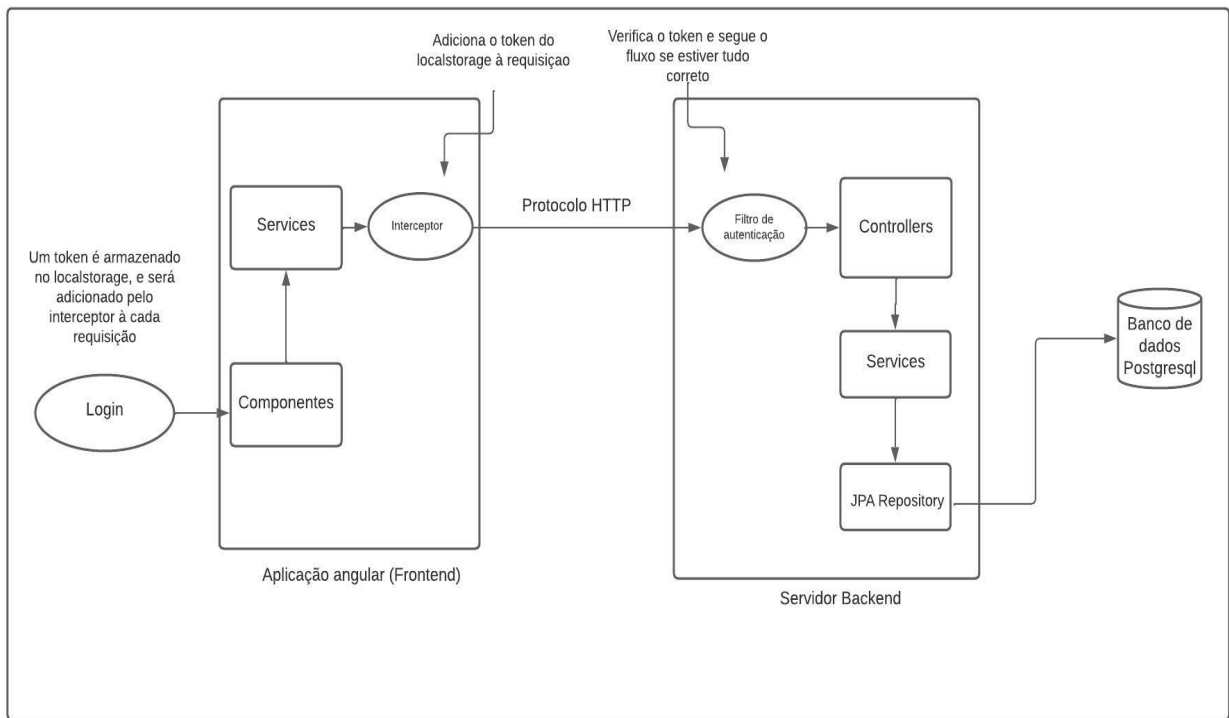 Adiciona o token do
localstorage à requisiçao
Verifica o token e segue o
fluxo se estiver tudo
correto
Services
Interceptor
Protocolo HTTP
Filtro de
autenticação
Controllers
Um token é armazenado
no localstorage, e será
adicionado pelo
interceptor à cada
requisição
Login
Componentes
Services
JPA Repository
Banco de
dados
Postgresql
Aplicação angular (Frontend)
Servidor Backend